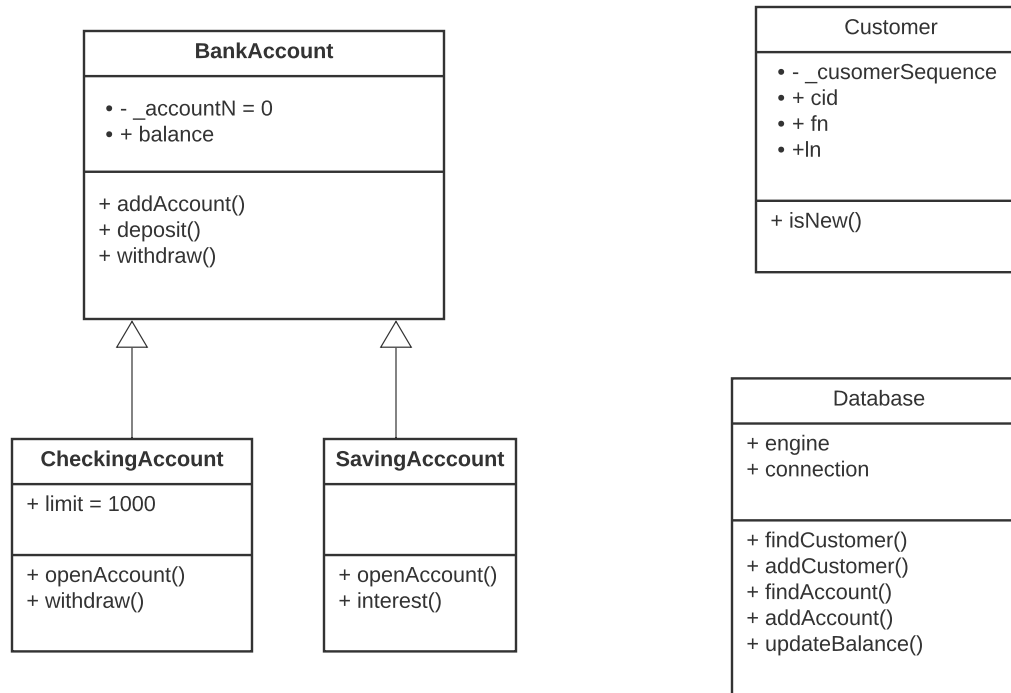 BankAccount
• - _accountN = 0
• + balance
+ addAccount()
+ deposit()
+ withdraw()
CheckingAccount
+ limit = 1000
+ openAccount()
+ withdraw()
SavingAcccount
+ openAccount()
+ interest()
Customer
• - _cusomerSequence
• + cid
• + fn
• +ln
+ isNew()
Database
+ engine
+ connection
+ findCustomer()
+ addCustomer()
+ findAccount()
+ addAccount()
+ updateBalance()